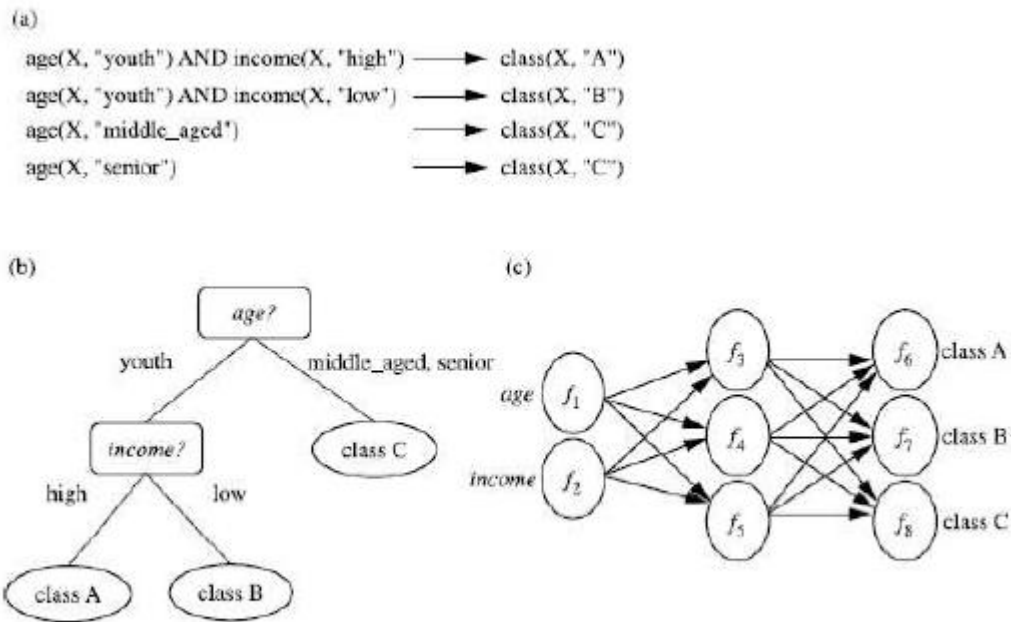 (a)
age(X, "youth") AND income(X, "high") class(X, "A")
age(X, "youth") AND income(X, "low") class(X, "B")
age(X, "middle_aged") class(X, "C")
age(X, "senior") class(X, "C")
(b)
age?
youth
middle_aged, senior
income?
class C
high
low
class A
class B
(c)
age
income
f1
f2
f3
f4
f5
f6
class A
f7
class B
f8
class C